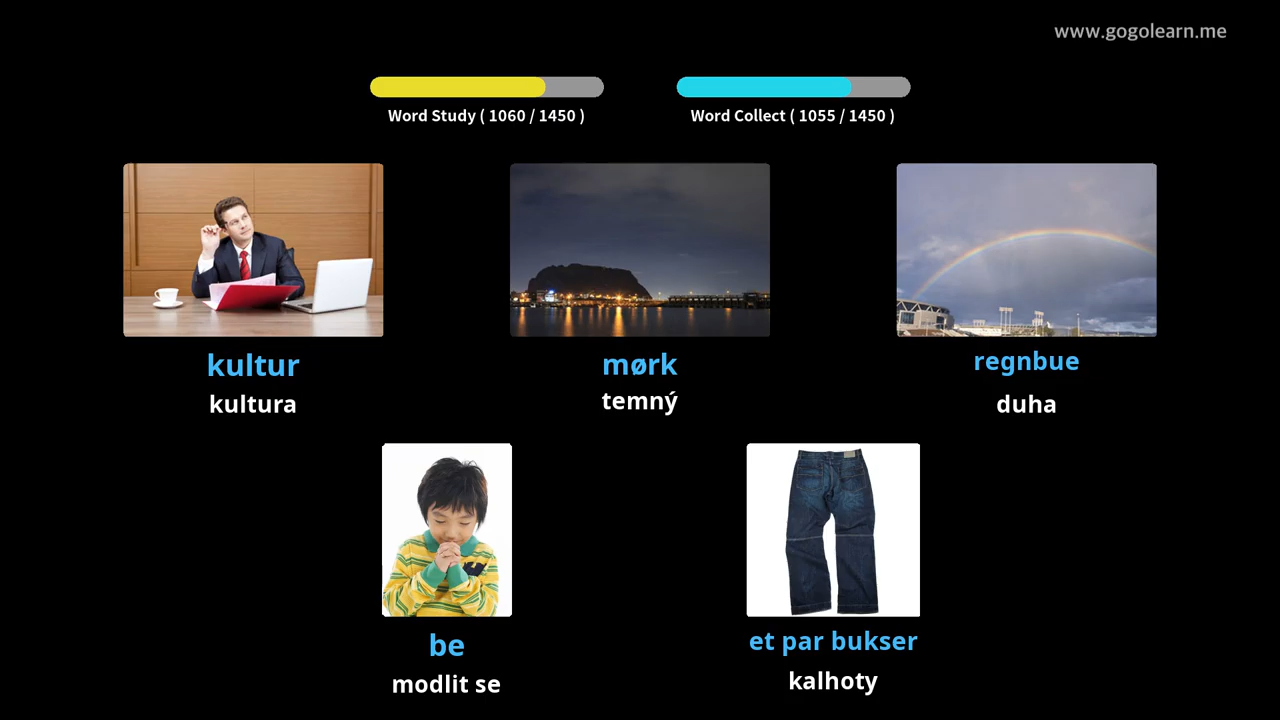 www.gogolearn.me
Word Study ( 1060 / 1450 )
Word Collect ( 1055 / 1450 )
kultur
kultura
mørk
temný
regnbue
duha
be
modlit se
et par bukser
kalhoty